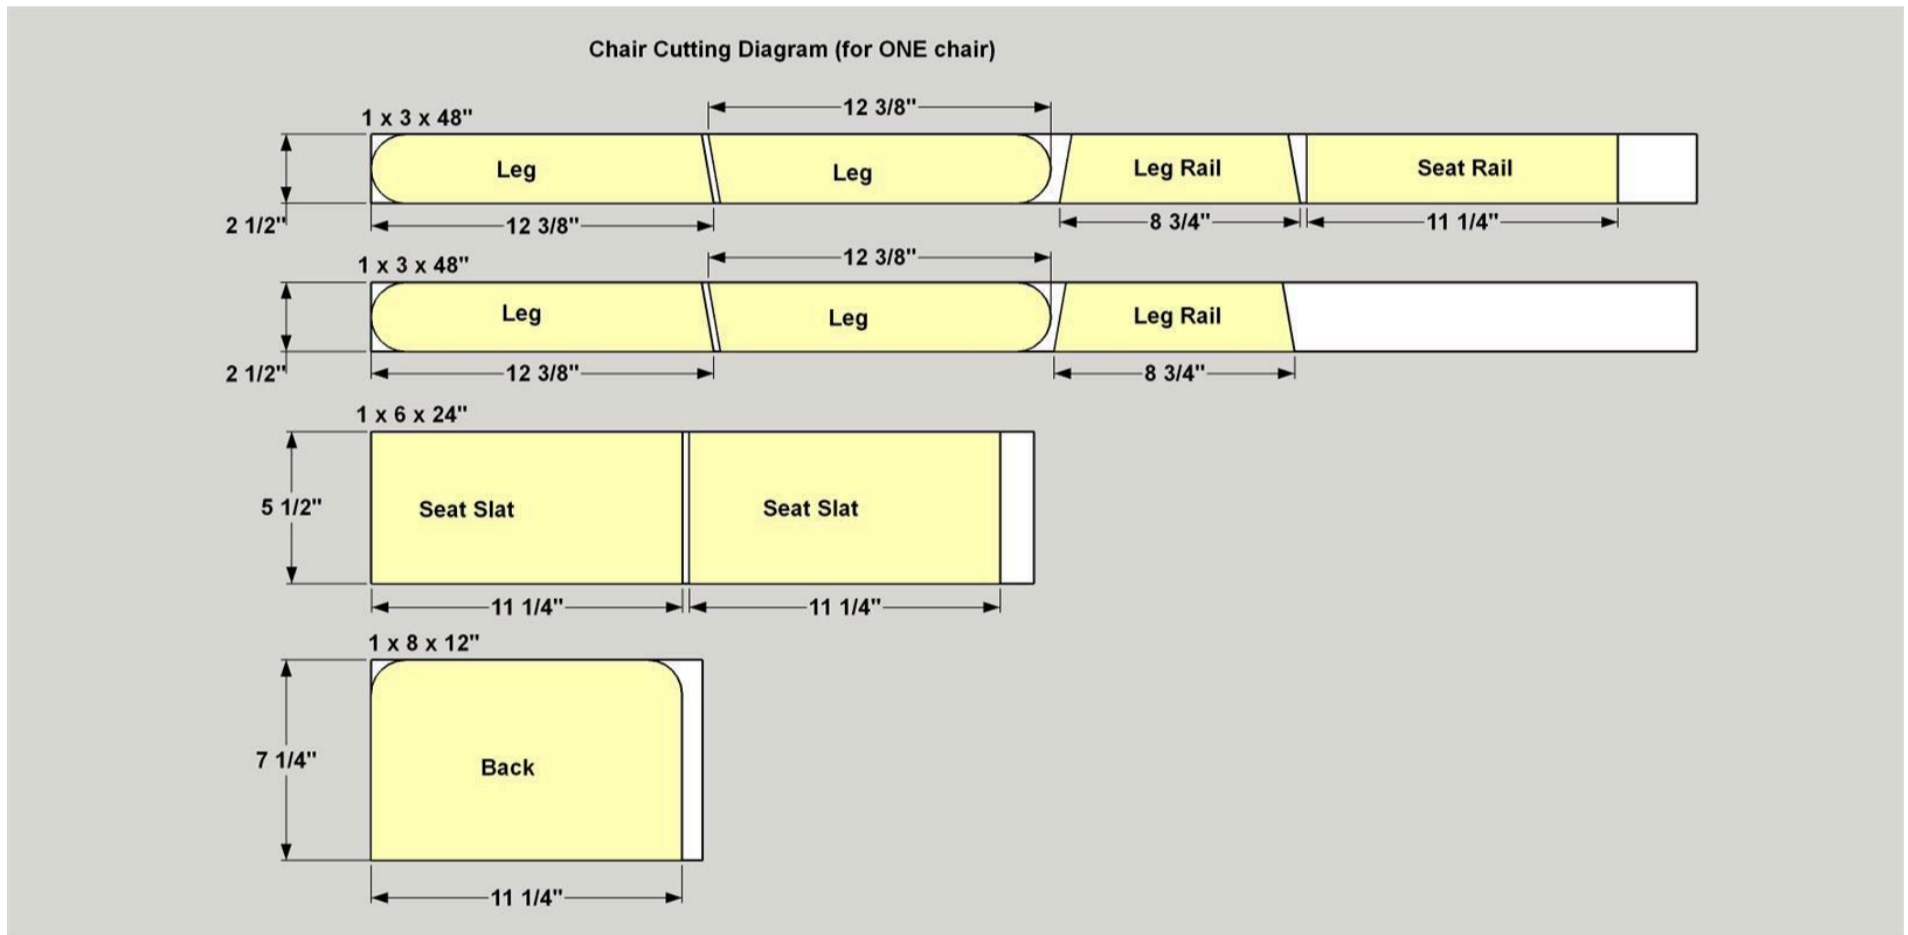 Chair Cutting Diagram (for ONE chair)
12 3/8"
1 x 3 x 48"
Leg
Leg
Leg Rail
Seat Rail
2 1/2"
12 3/8"
8 3/4"
11 1/4"
12 3/8"
1 x 3 x 48"
Leg
Leg
Leg Rail
2 1/2"
12 3/8"
8 3/4"
1 x 6 x 24"
5 1/2"
Seat Slat
Seat Slat
11 1/4"
11 1/4"
1 x 8 x 12"
7 1/4"
Back
11 1/4"